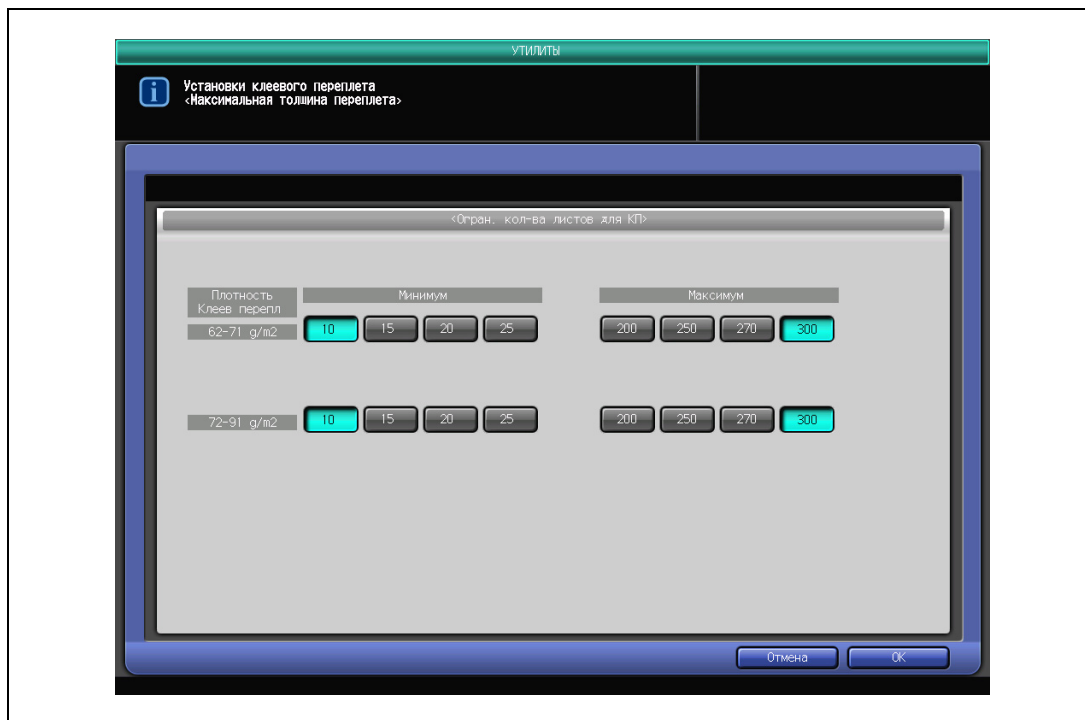 УТИЛИТЫ
Установки клеевого переплета
<Максимальная толшина переплета>
<Огран. кол-ва листов для КП>
Плотность Минимум Максимум
Клеев перепл
62-71 g/m2 10 15 20 25 200 250 270 300
72-91 g/m2 10 15 20 25 200 250 270 300
Отмена OK